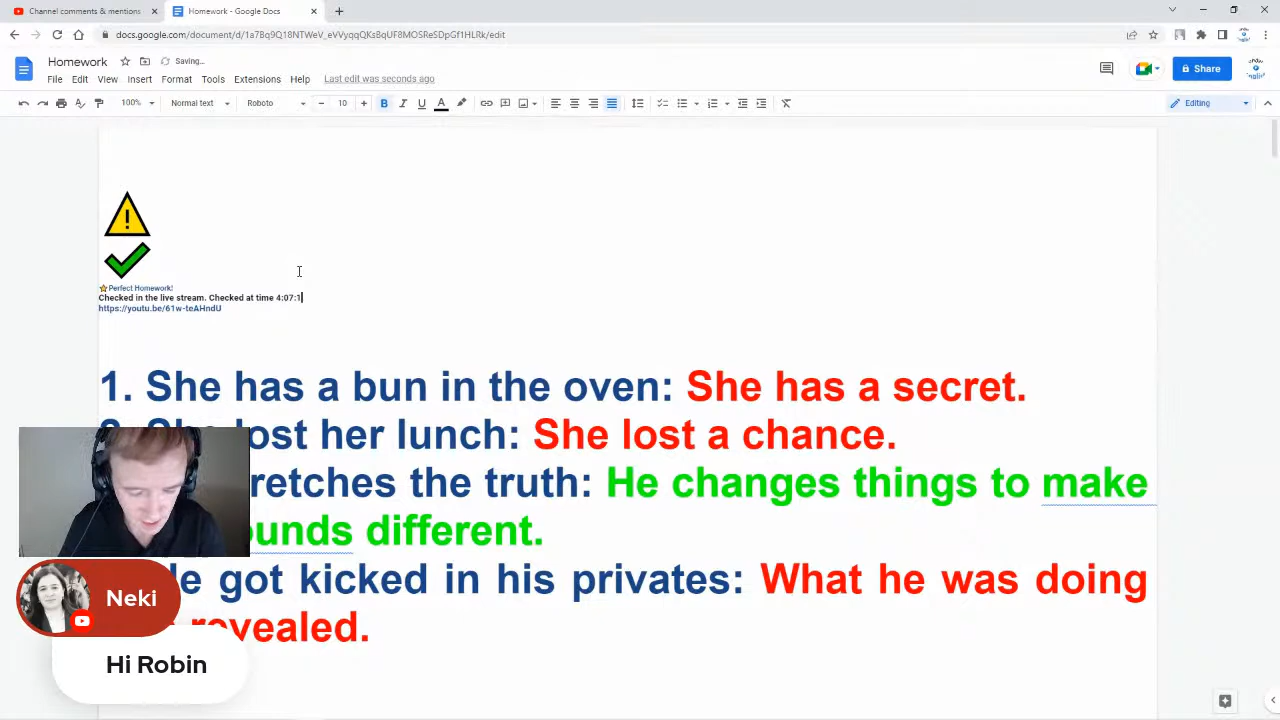 Channel comments & mentions
Homework - Google Docs
docs.google.com/document/d/1a7Bq9Q18NTWeV_eVVyqqQKsBqUF8MOSReSDpGf1HLRk/edit
Homework
Saving…
File Edit View Insert Format Tools Extensions Help Last edit was seconds ago
Share
100% Normal text Roboto 10 B I U A Editing
Perfect Homework!
Checked in the live stream. Checked at time 4:07:1
https://youtu.be/61w-teAHndU
1. She has a bun in the oven: She has a secret.
lost her lunch: She lost a chance.
retches the truth: He changes things to make
ounds different.
got kicked in his privates: What he was doing
revealed.
Neki
Hi Robin